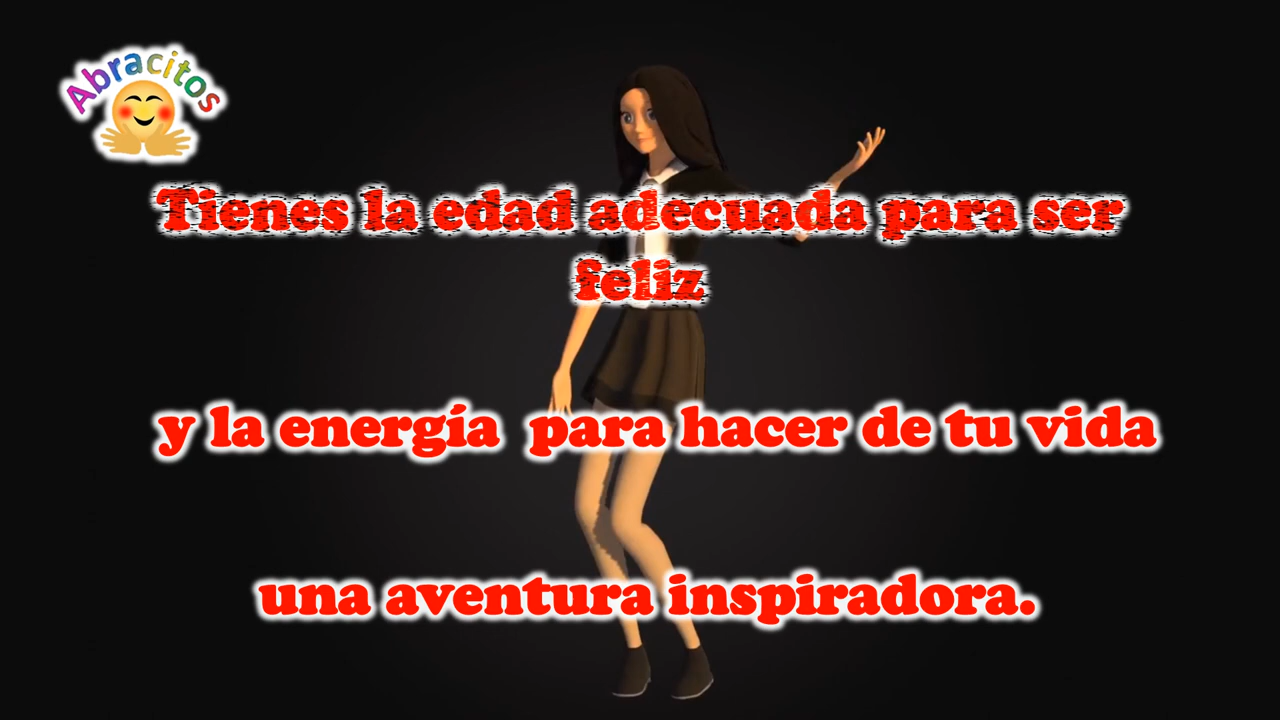 Abracitos
Tienes la edad adecuada para ser
feliz
y la energía para hacer de tu vida
una aventura inspiradora.